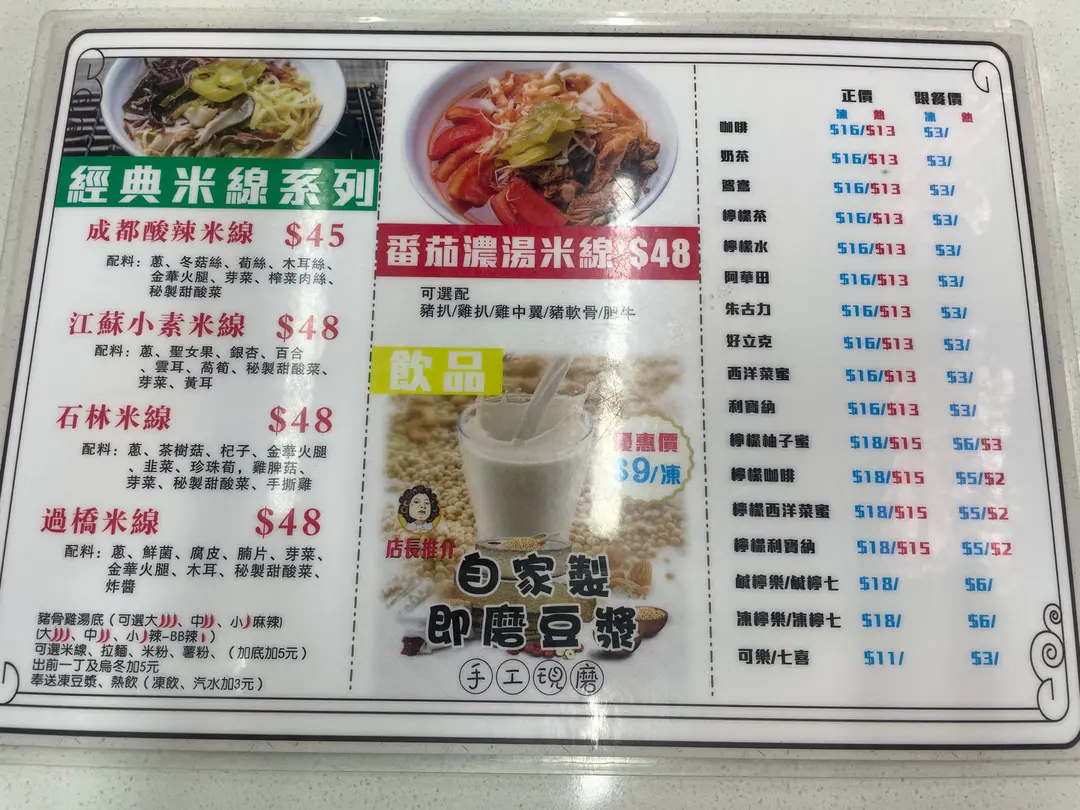 經典米線系列
成都酸辣米線 $45
配料：蔥、冬菇絲、荀絲、木耳絲、
金華火腿、芽菜、榨菜肉絲、
秘製甜酸菜
江蘇小素米線 $48
配料：蔥、聖女果、銀杏、百合
、雲耳、萵荀、秘製甜酸菜、
芽菜、黃耳
石林米線 $48
配料：蔥、茶樹菇、杞子、金華火腿
、韭菜、珍珠荀，雞脾菇、
芽菜、秘製甜酸菜、手撕雞
過橋米線 $48
配料：蔥、鮮菌、腐皮、腩片、芽菜、
金華火腿、木耳、秘製甜酸菜、
炸醬
豬骨雞湯底（可選大、中、小麻辣)
(大、中、小辣-BB辣）
可選米線、拉麵、米粉、薯粉、（加底加5元）
出前一丁及烏冬加5元
奉送凍豆漿、熱飲（凍飲、汽水加3元）
番茄濃湯米線 $48
可選配
豬扒/雞扒/雞中翼/豬軟骨/肥牛
飲品
優惠價
$9/凍
店長推介
自家製
即磨豆漿
手工現磨
正價 跟餐價
凍 熱 凍 熱
咖啡 $16/$13 $3/
奶茶 $16/$13 $3/
鴛鴦 $16/$13 $3/
檸檬茶 $16/$13 $3/
檸檬水 $16/$13 $3/
阿華田 $16/$13 $3/
朱古力 $16/$13 $3/
好立克 $16/$13 $3/
西洋菜蜜 $16/$13 $3/
利賓納 $16/$13 $3/
檸檬柚子蜜 $18/$15 $6/$3
檸檬咖啡 $18/$15 $5/$2
檸檬西洋菜蜜 $18/$15 $5/$2
檸檬利賓納 $18/$15 $5/$2
鹹檸樂/鹹檸七 $18/ $6/
凍檸樂/凍檸七 $18/ $6/
可樂/七喜 $11/ $3/